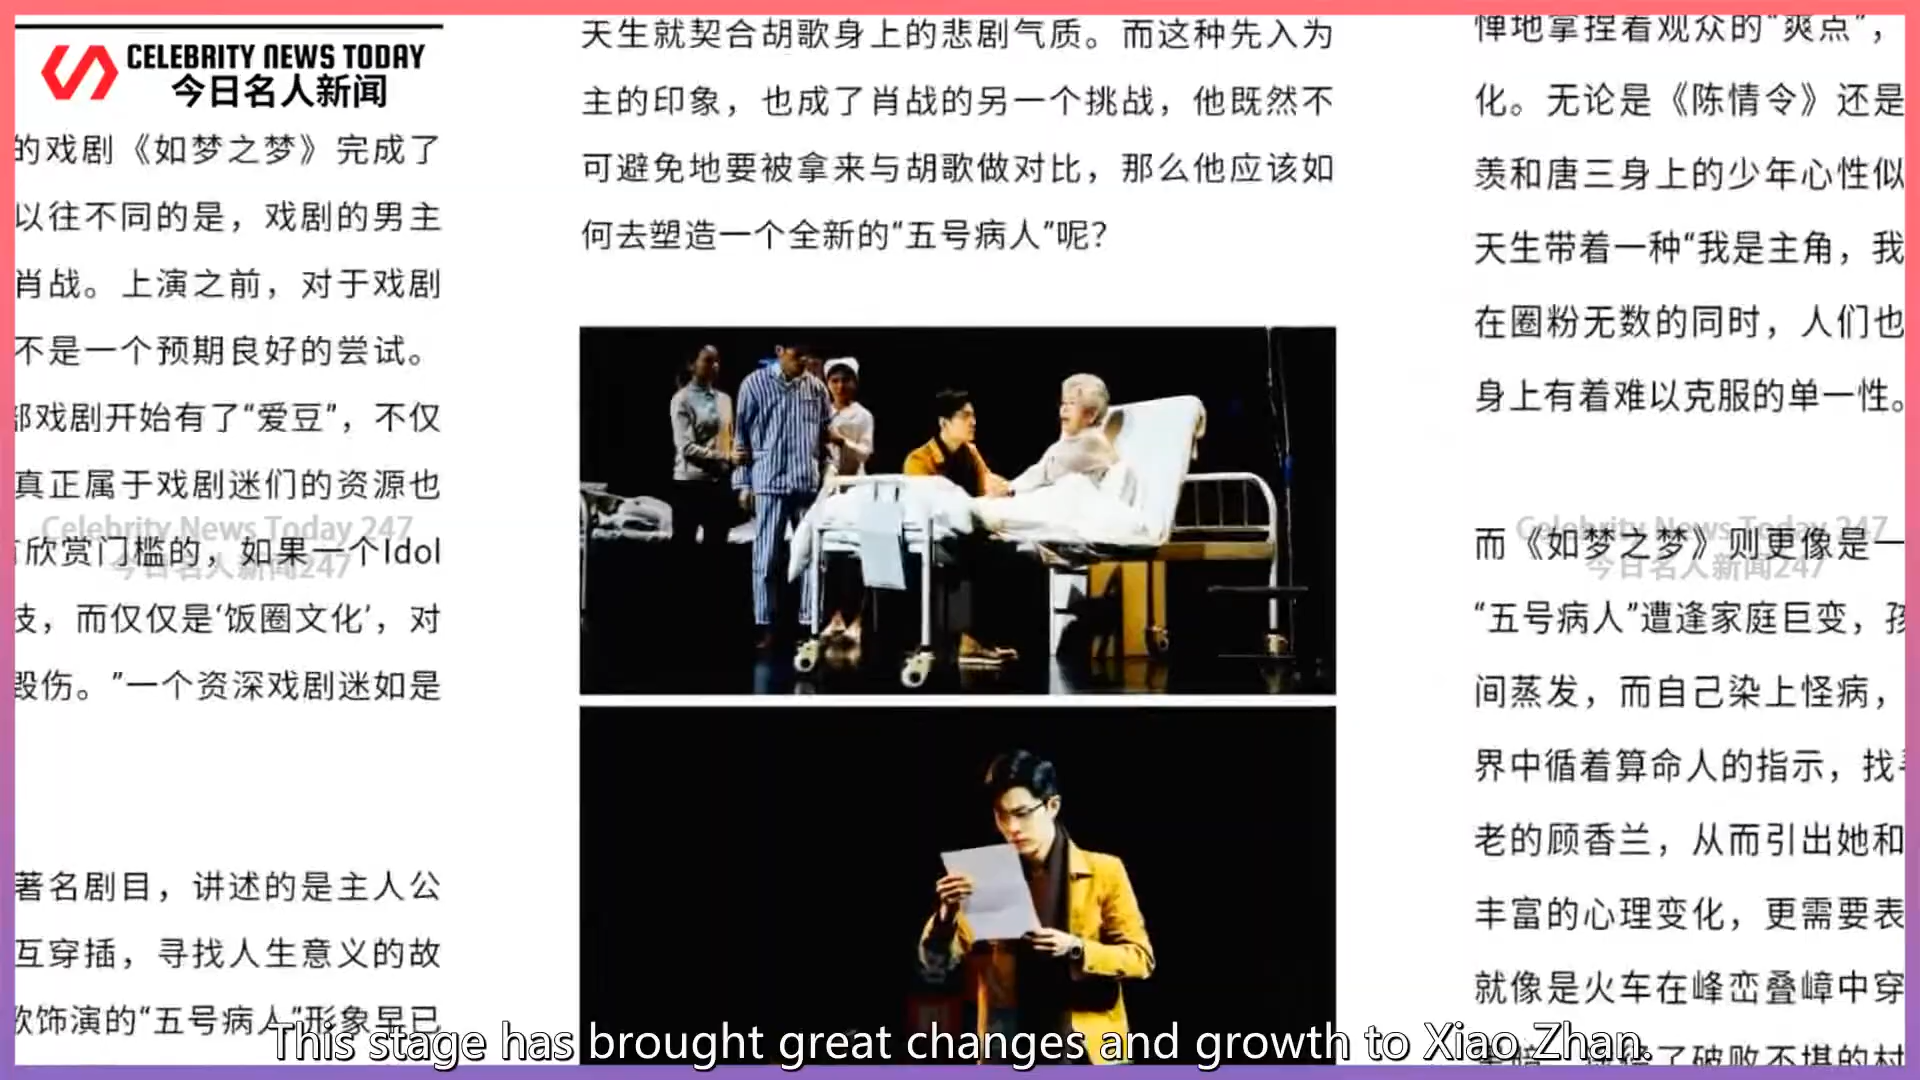 CELEBRITY NEWS TODAY
今日名人新闻
的戏剧《如梦之梦》完成了
以往不同的是，戏剧的男主
肖战。上演之前，对于戏剧
不是一个预期良好的尝试。
部戏剧开始有了“爱豆”，不仅
真正属于戏剧迷们的资源也
欣赏门槛的，如果一个Idol
技，而仅仅是‘饭圈文化’，对
毁伤。”一个资深戏剧迷如是
著名剧目，讲述的是主人公
互穿插，寻找人生意义的故
歌饰演的“五号病人”形象早已
Celebrity News Today 247
今日名人新闻247
天生就契合胡歌身上的悲剧气质。而这种先入为
主的印象，也成了肖战的另一个挑战，他既然不
可避免地要被拿来与胡歌做对比，那么他应该如
何去塑造一个全新的“五号病人”呢？
惮地拿捏着观众的“爽点”，
化。无论是《陈情令》还是
羡和唐三身上的少年心性似
天生带着一种“我是主角，我
在圈粉无数的同时，人们也
身上有着难以克服的单一性。
而《如梦之梦》则更像是一
“五号病人”遭逢家庭巨变，孩
间蒸发，而自己染上怪病，
界中循着算命人的指示，找
老的顾香兰，从而引出她和
丰富的心理变化，更需要表
就像是火车在峰峦叠嶂中穿
了破败不堪的村
Celebrity News Today 247
今日名人新闻247
This stage has brought great changes and growth to Xiao Zhan.